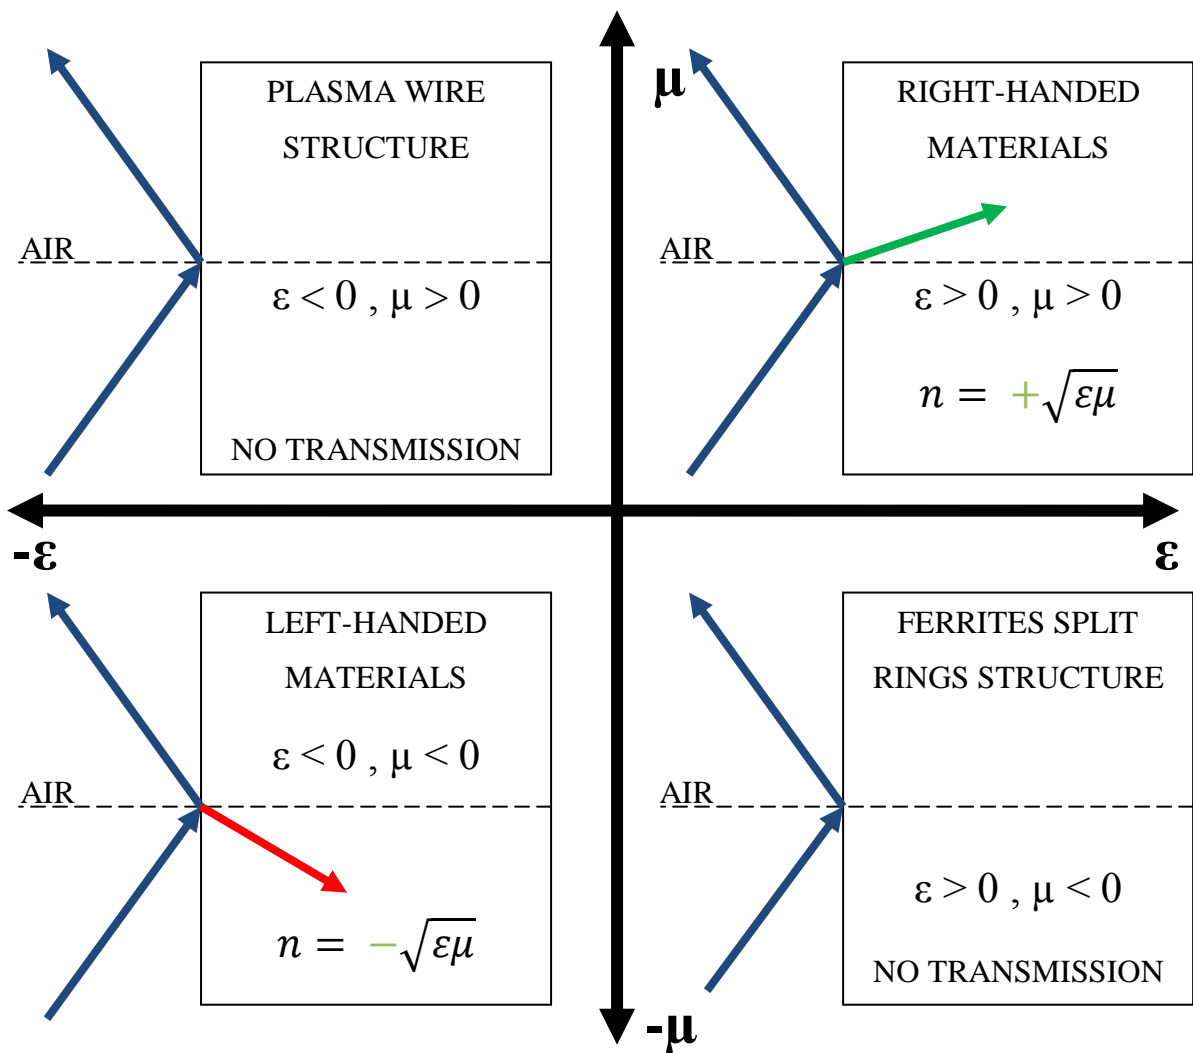 μ
PLASMA WIRE
STRUCTURE
AIR
ε < 0 , μ > 0
NO TRANSMISSION
RIGHT-HANDED
MATERIALS
AIR
ε > 0 , μ > 0
n = +√εμ
-ε
ε
LEFT-HANDED
MATERIALS
ε < 0 , μ < 0
AIR
n = −√εμ
FERRITES SPLIT
RINGS STRUCTURE
AIR
ε > 0 , μ < 0
NO TRANSMISSION
-μ